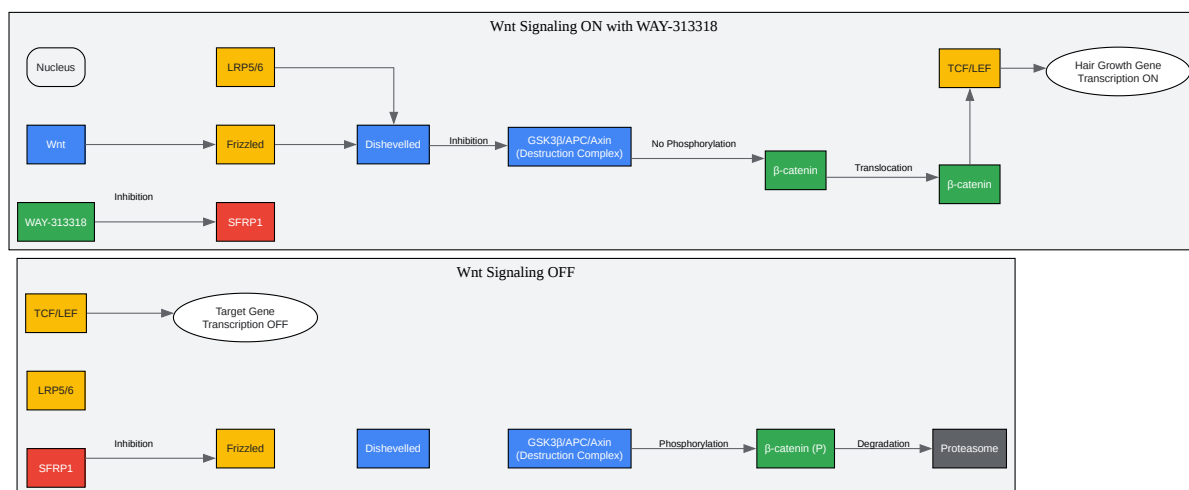 Wnt Signaling ON with WAY-313318
Nucleus
LRP5/6
TCF/LEF
Hair Growth Gene
Transcription ON
Wnt
Frizzled
Dishevelled
Inhibition
GSK3β/APC/Axin
(Destruction Complex)
No Phosphorylation
β-catenin
Translocation
β-catenin
WAY-313318
Inhibition
SFRP1
Wnt Signaling OFF
TCF/LEF
Target Gene
Transcription OFF
LRP5/6
SFRP1
Inhibition
Frizzled
Dishevelled
GSK3β/APC/Axin
(Destruction Complex)
Phosphorylation
β-catenin (P)
Degradation
Proteasome